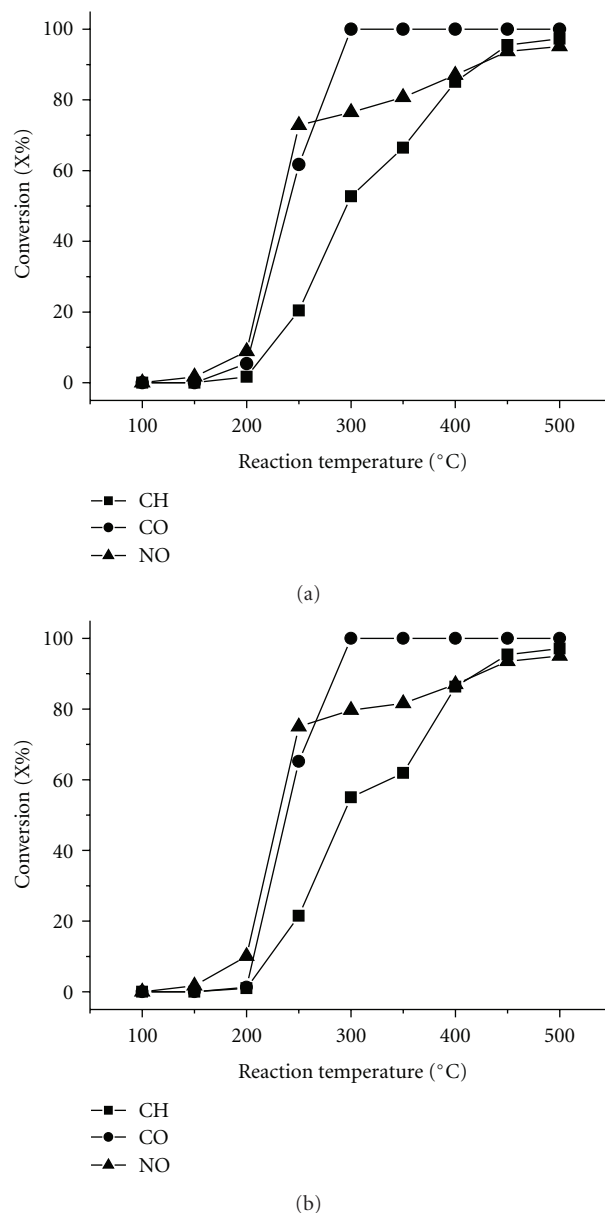 100
80
60
40
20
0
Conversion (X%)
100 200 300 400 500
Reaction temperature (°C)
CH
CO
NO
(a)
100
80
60
40
20
0
Conversion (X%)
100 200 300 400 500
Reaction temperature (°C)
CH
CO
NO
(b)